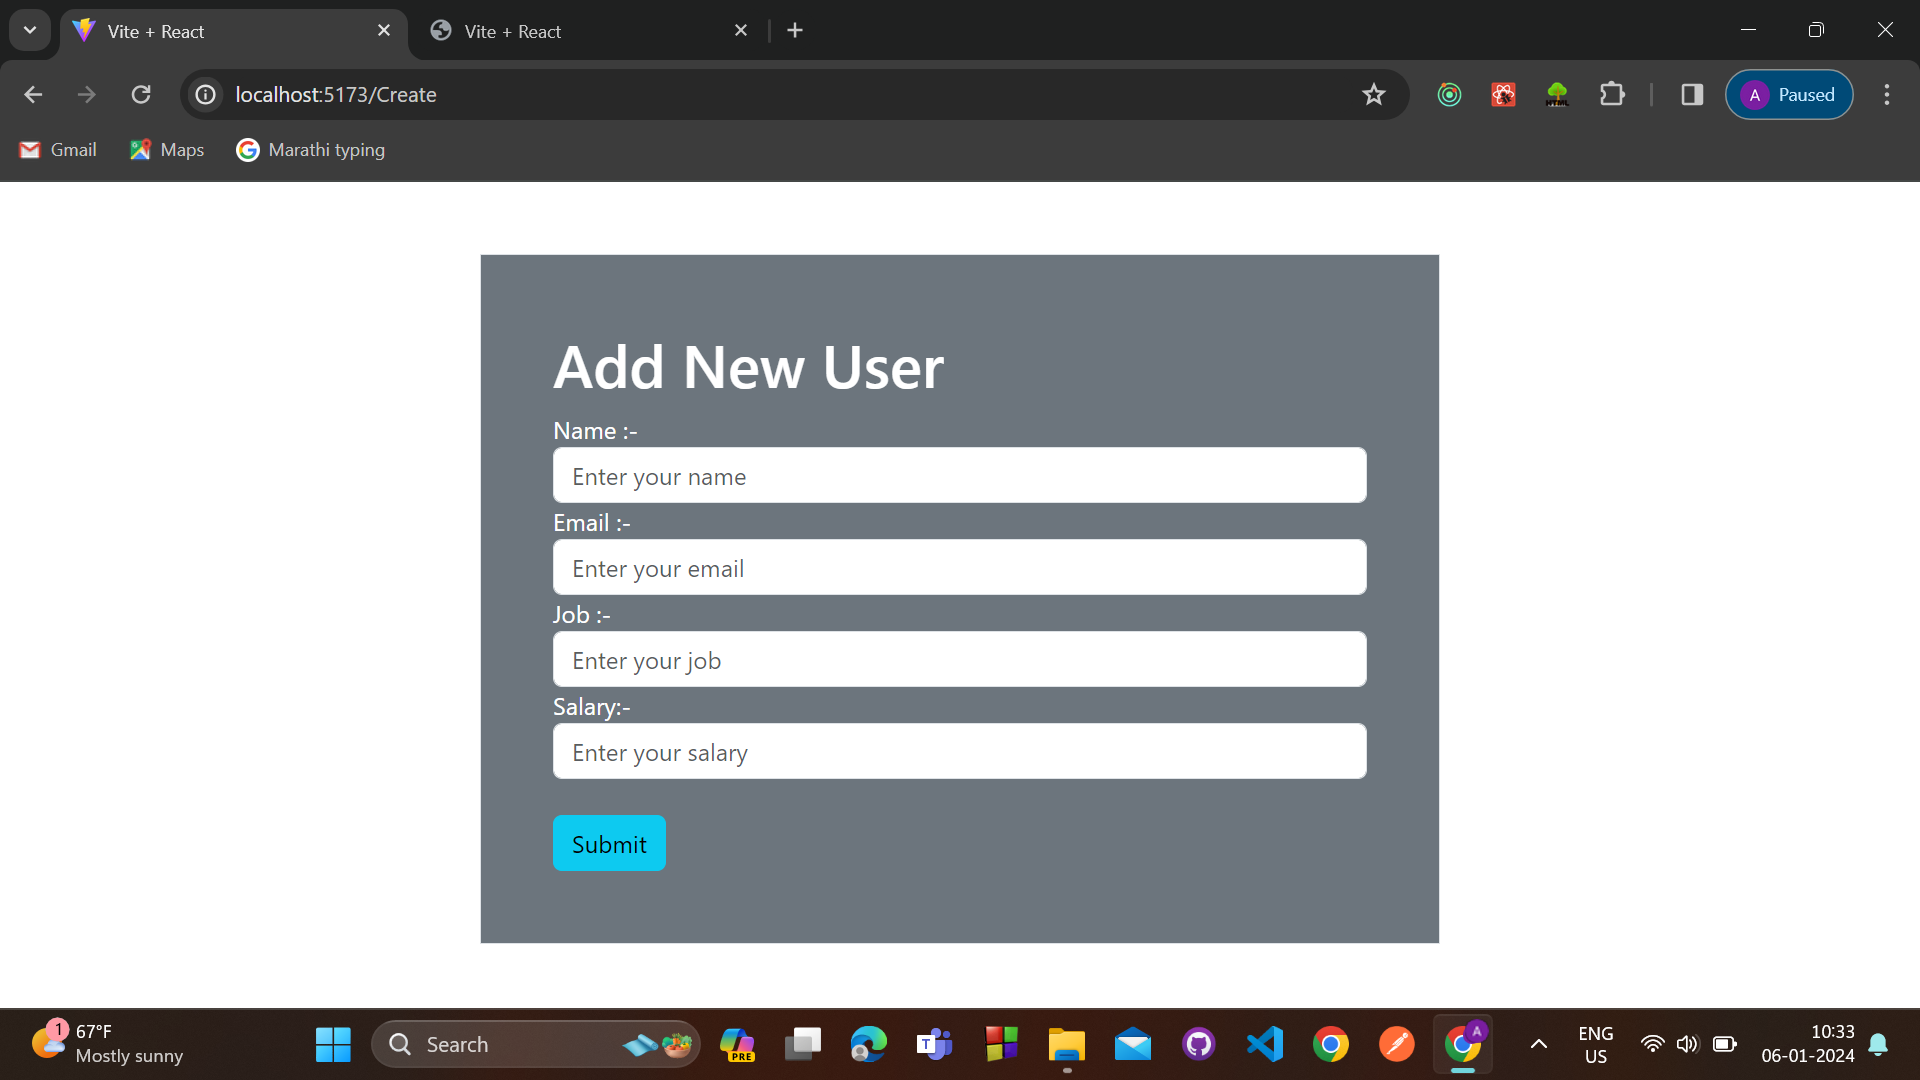 Vite + React
Vite + React
localhost:5173/Create
A Paused
Gmail
Maps
Marathi typing
Add New User
Name :-
Enter your name
Email :-
Enter your email
Job :-
Enter your job
Salary:-
Enter your salary
Submit
1
67°F
Mostly sunny
Search
PRE
T
A
ENG
US
10:33
06-01-2024